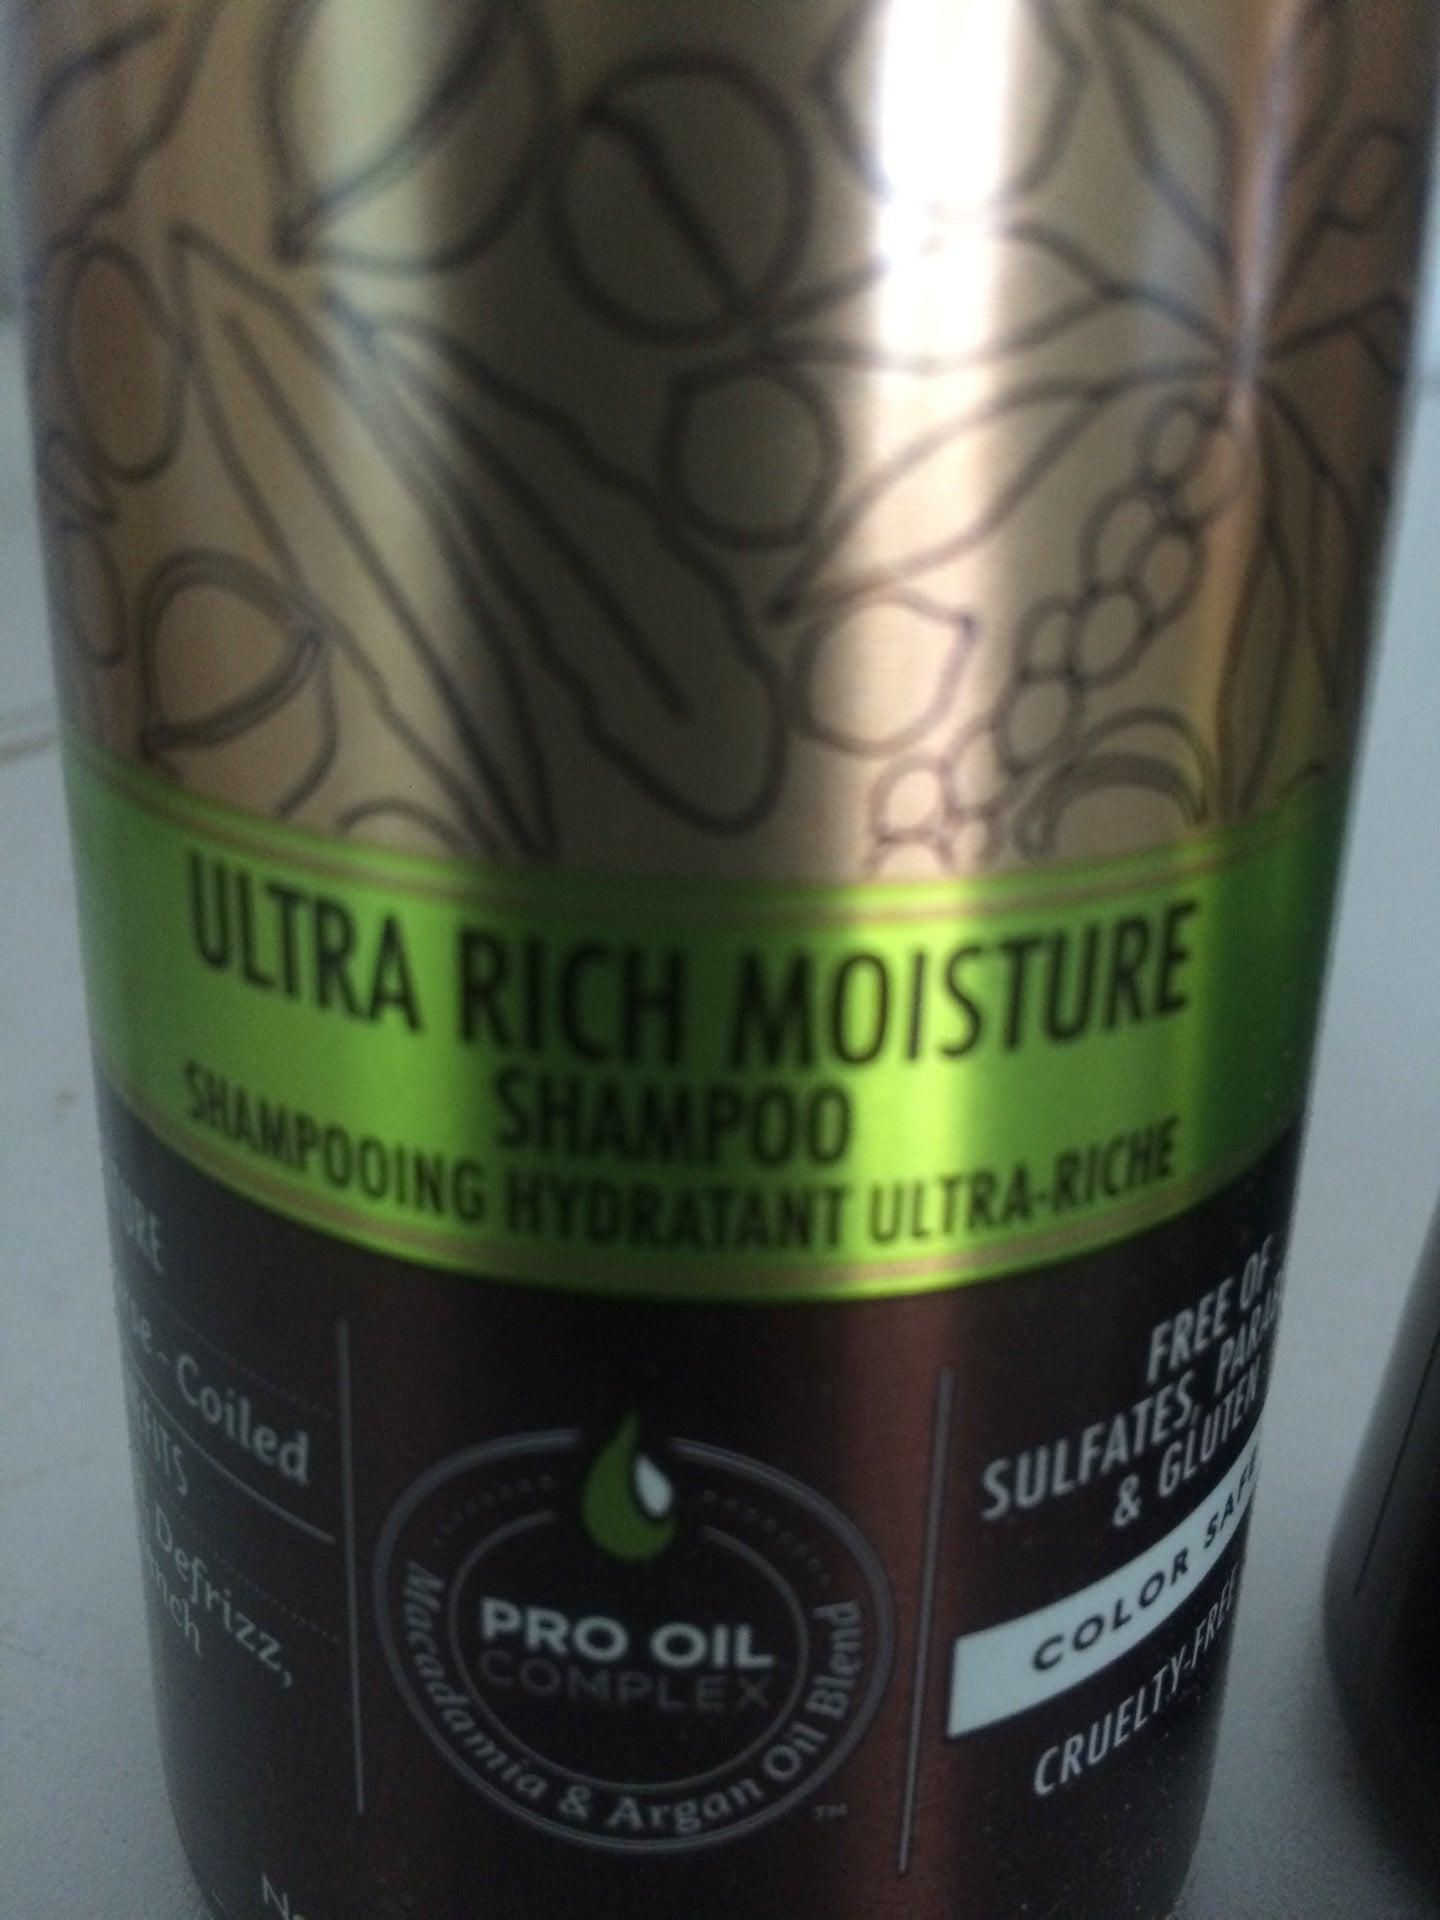 ULTRA RICH MOISTURE
SHAMPOO
SHAMPOOING HYDRATANT ULTRA-RICHE
Coiled
Defrizz,
PRO OIL
COMPLEX
Macadamia & Argan Oil Blend
TM
FREE OF
SULFATES,
& GLUTEN
COLOR
CRUELTY-FREE